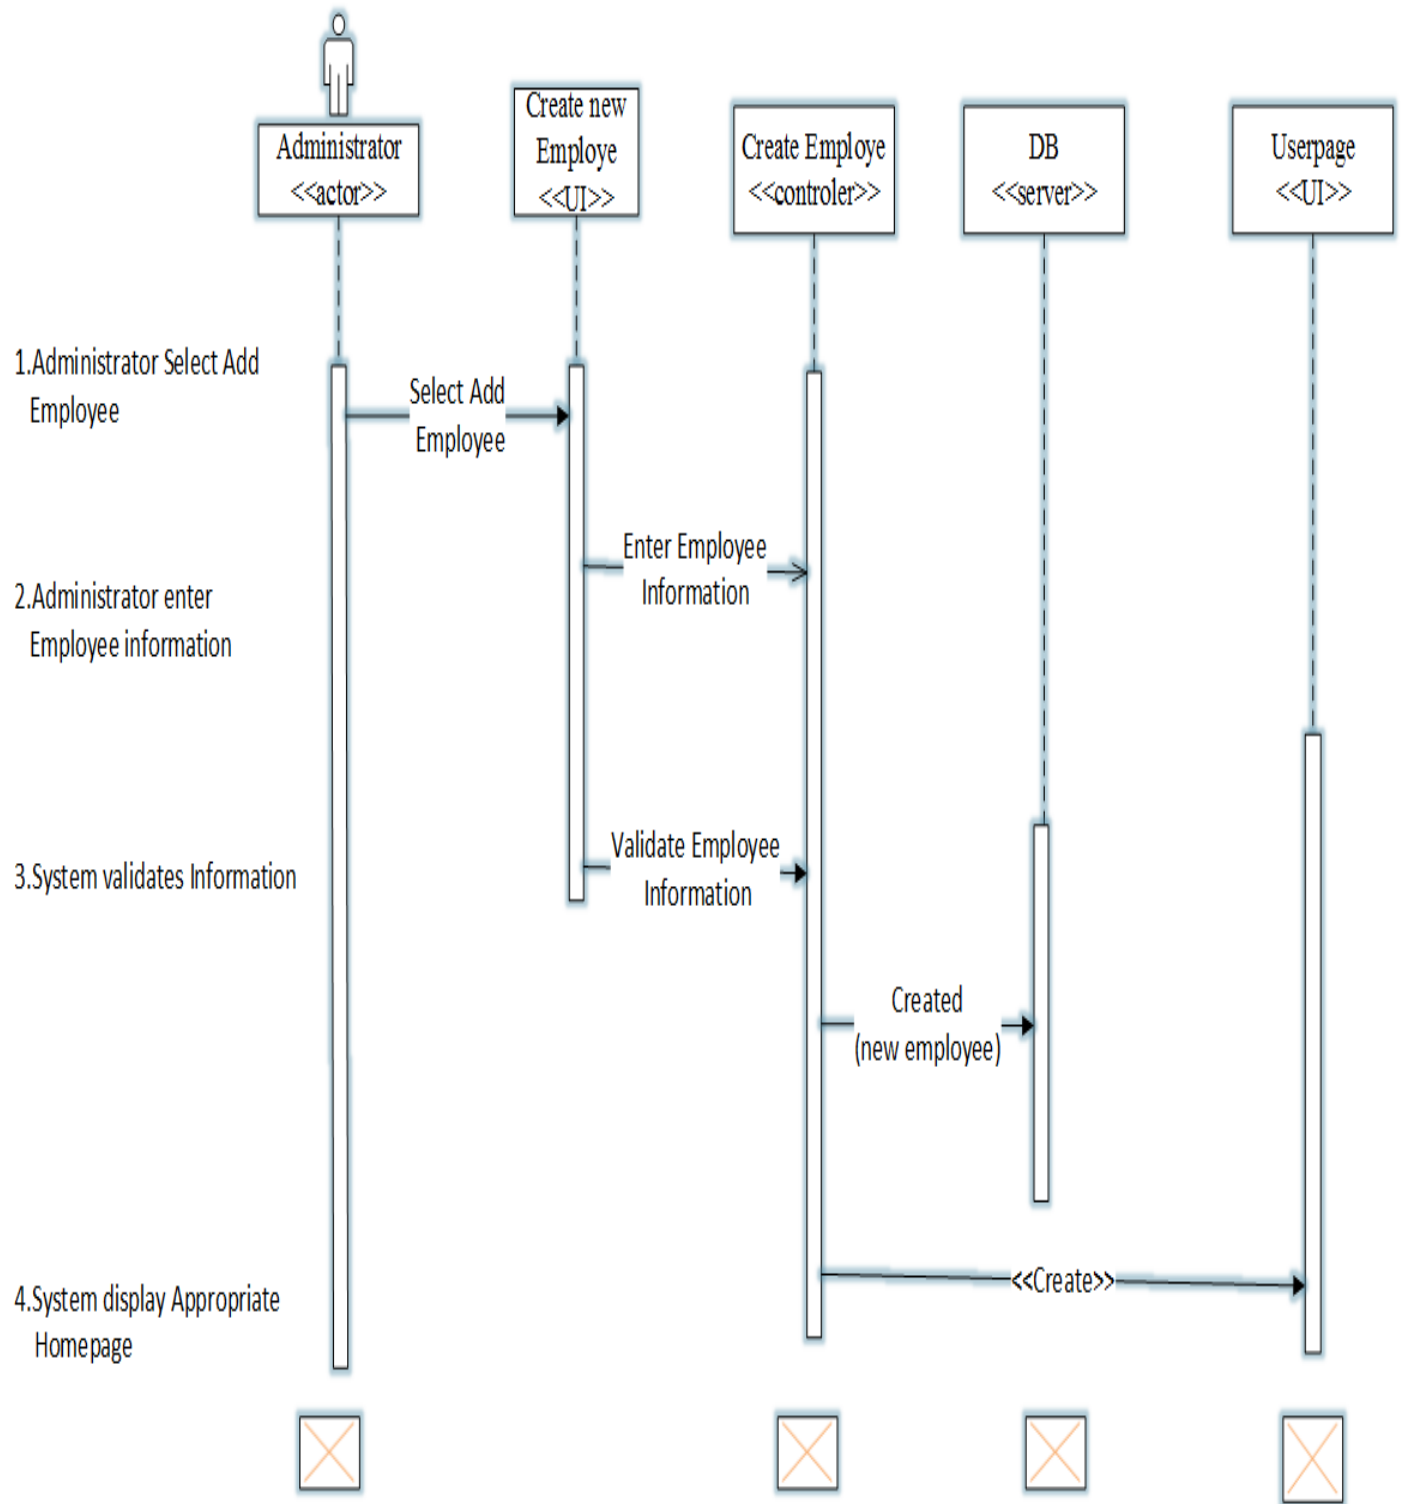 Administrator
<<actor>>
Create new
Employe
<<UI>>
Create Employe
<<controler>>
DB
<<server>>
Userpage
<<UI>>
1.Administrator Select Add
Employee
Select Add
Employee
Enter Employee
Information
2.Administrator enter
Employee information
Validate Employee
Information
3.System validates Information
Created
(new employee)
<<Create>>
4.System display Appropriate
Homepage